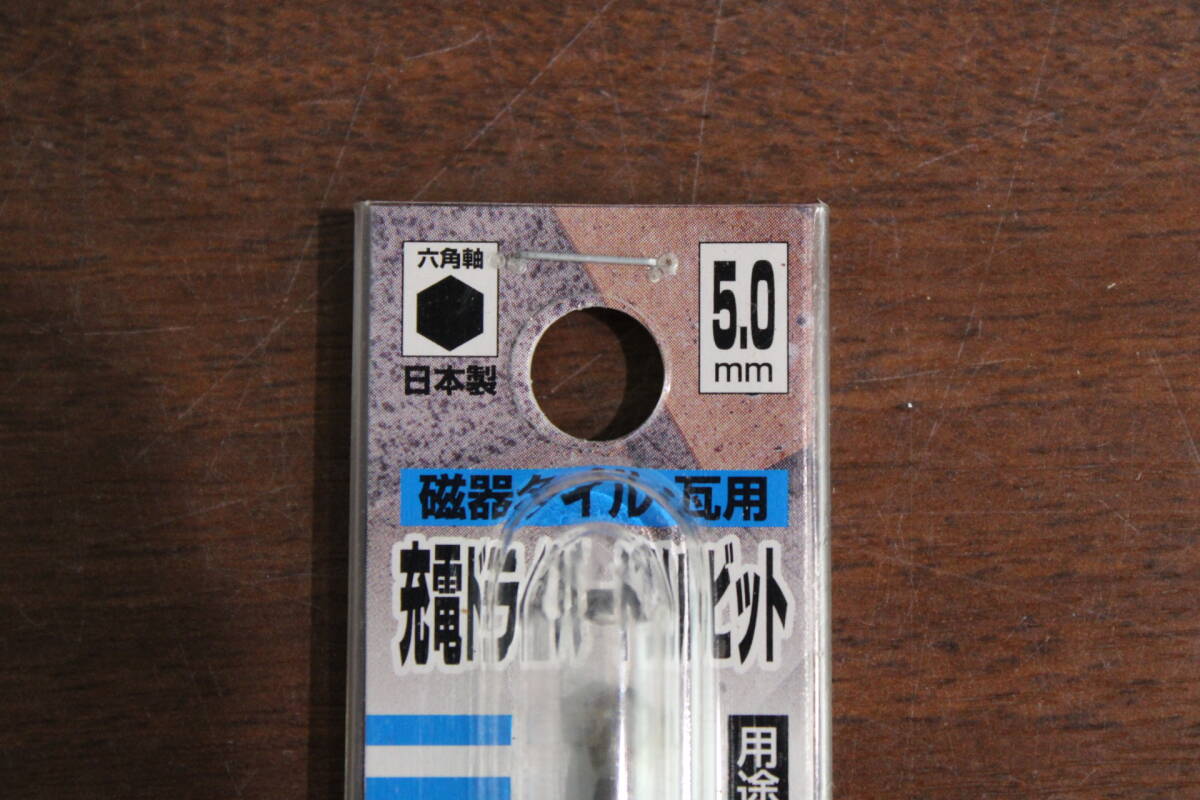 六角軸
日本製
5.0
mm
磁器タイル・瓦用
充電ドライバードリルビット
用途